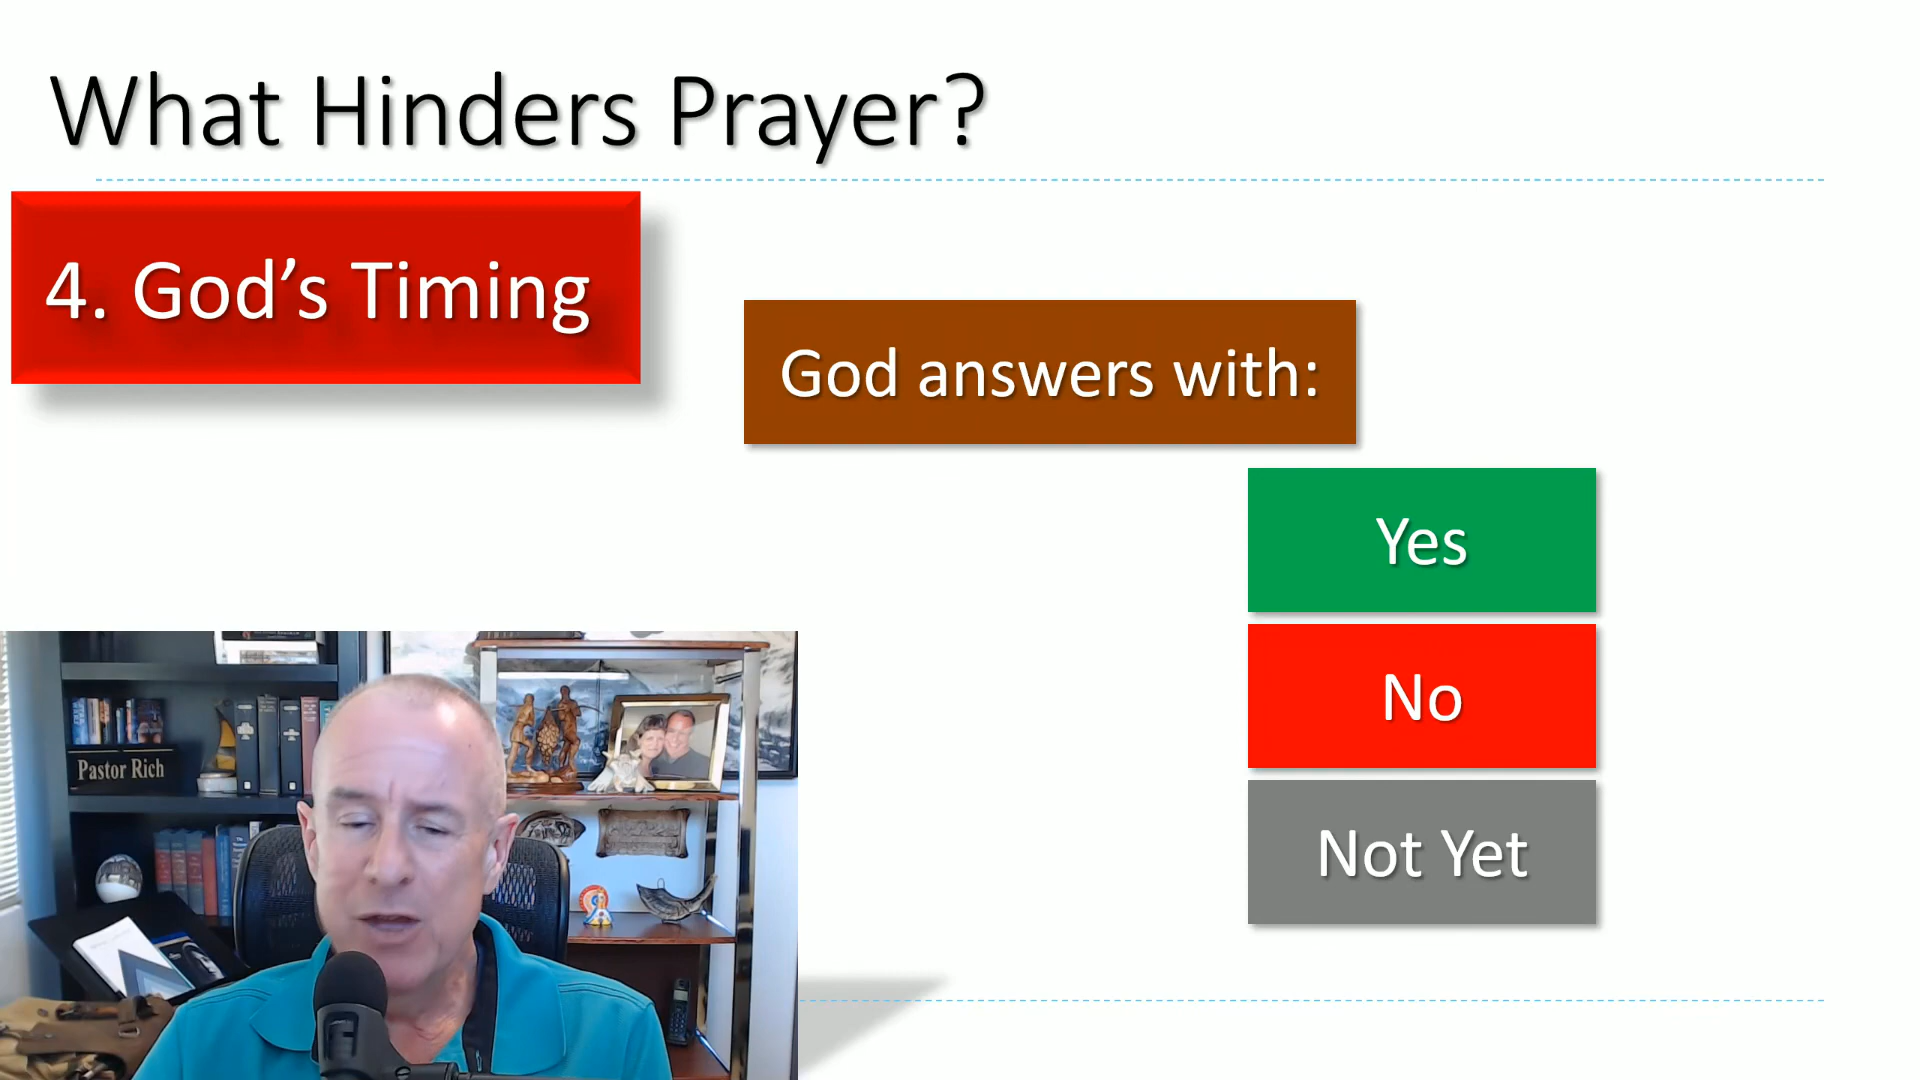 What Hinders Prayer?
4. God’s Timing
God answers with:
Yes
No
Not Yet
Pastor Rich